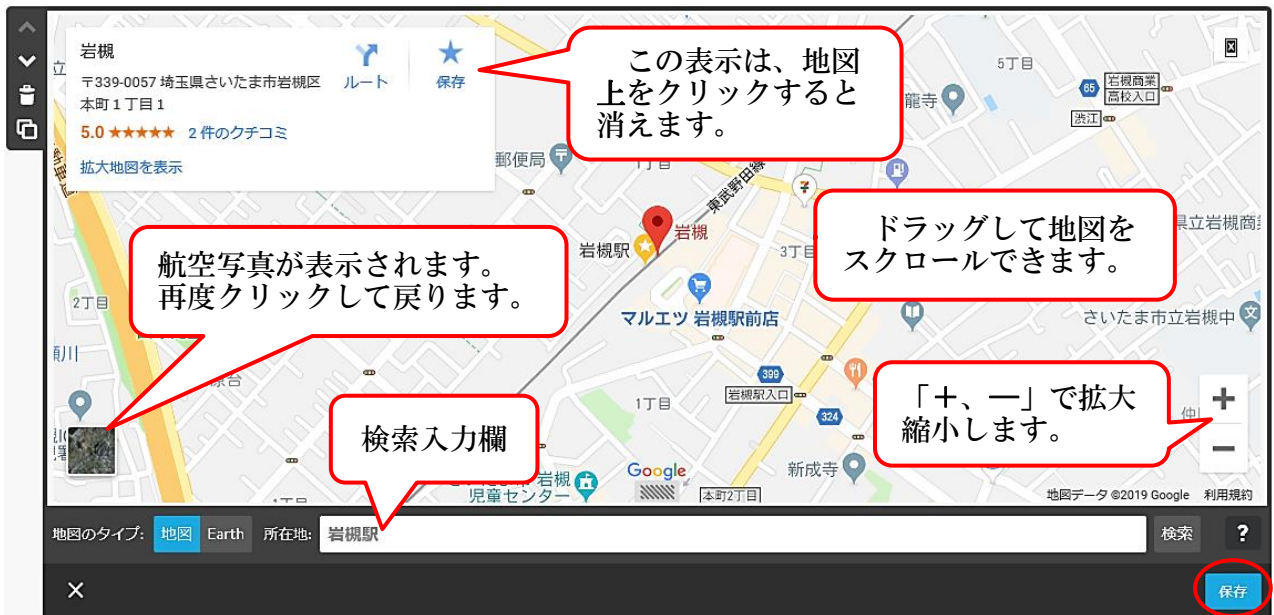 岩槻
〒339-0057 埼玉県さいたま市岩槻区
本町１丁目１
5.0 ★★★★★ 2 件のクチコミ
拡大地図を表示
ルート
保存
この表示は、地図
上をクリックすると
消えます。
5丁目
65
岩槻商業
高校入口
渋江
龍寺
郵便局
1丁目
東武野田線
岩槻駅
岩槻
3丁目
ドラッグして地図を
スクロールできます。
県立岩槻商
航空写真が表示されます。
再度クリックして戻ります。
2丁目
マルエツ 岩槻駅前店
さいたま市立岩槻中
文
399
岩槻駅入口
324
1丁目
「＋、―」で拡大
縮小します。
検索入力欄
岩槻
児童センター
Google
本町2丁目
新成寺
1丁目
地図データ ©2019 Google 利用規約
地図のタイプ: 地図 Earth 所在地: 岩槻駅 検索 ?
保存